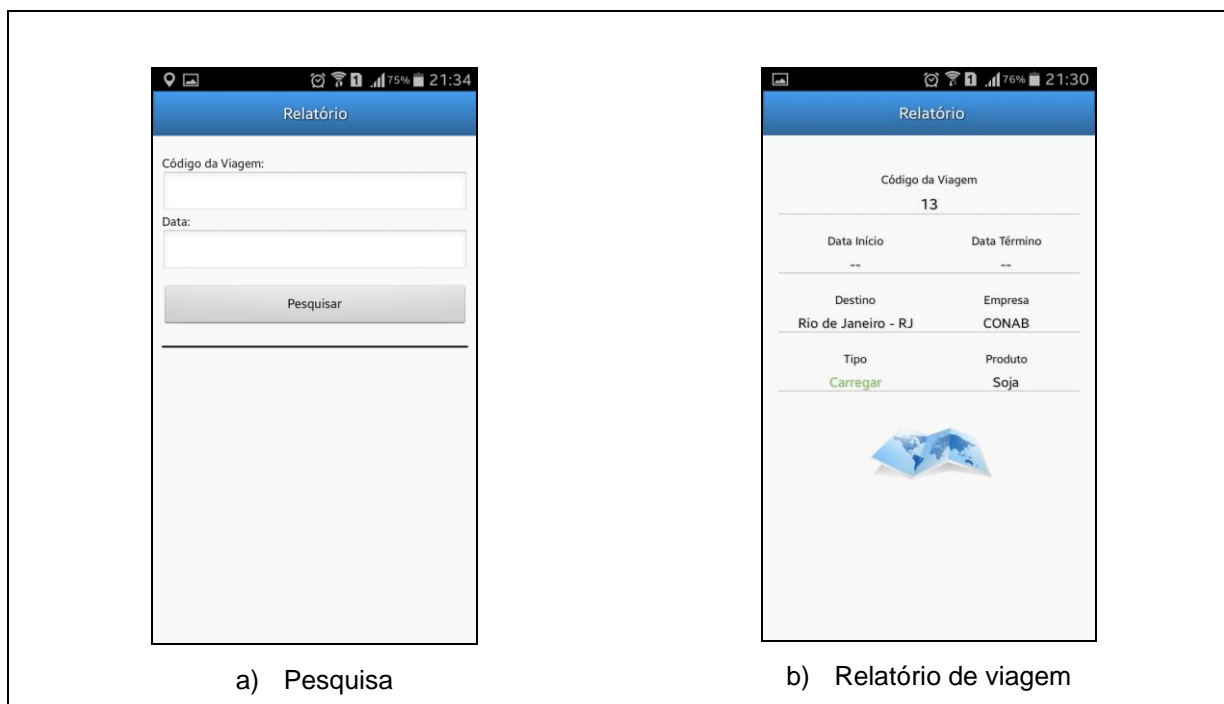 75% 21:34
Relatório
Código da Viagem:
Data:
Pesquisar
a) Pesquisa
76% 21:30
Relatório
Código da Viagem
13
Data Início Data Término
-- --
Destino Empresa
Rio de Janeiro - RJ CONAB
Tipo Produto
Carregar Soja
b) Relatório de viagem